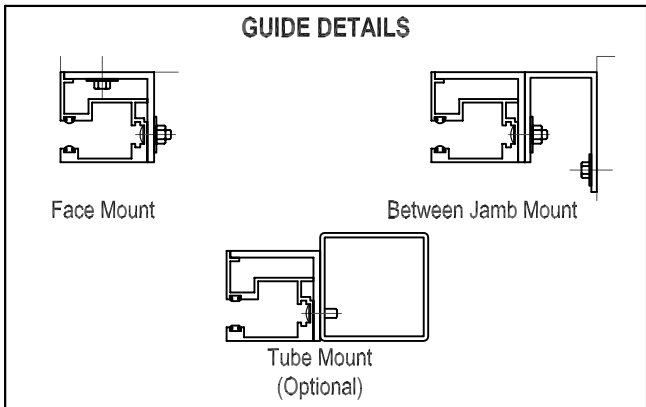 GUIDE DETAILS
Face Mount
Between Jamb Mount
Tube Mount
(Optional)